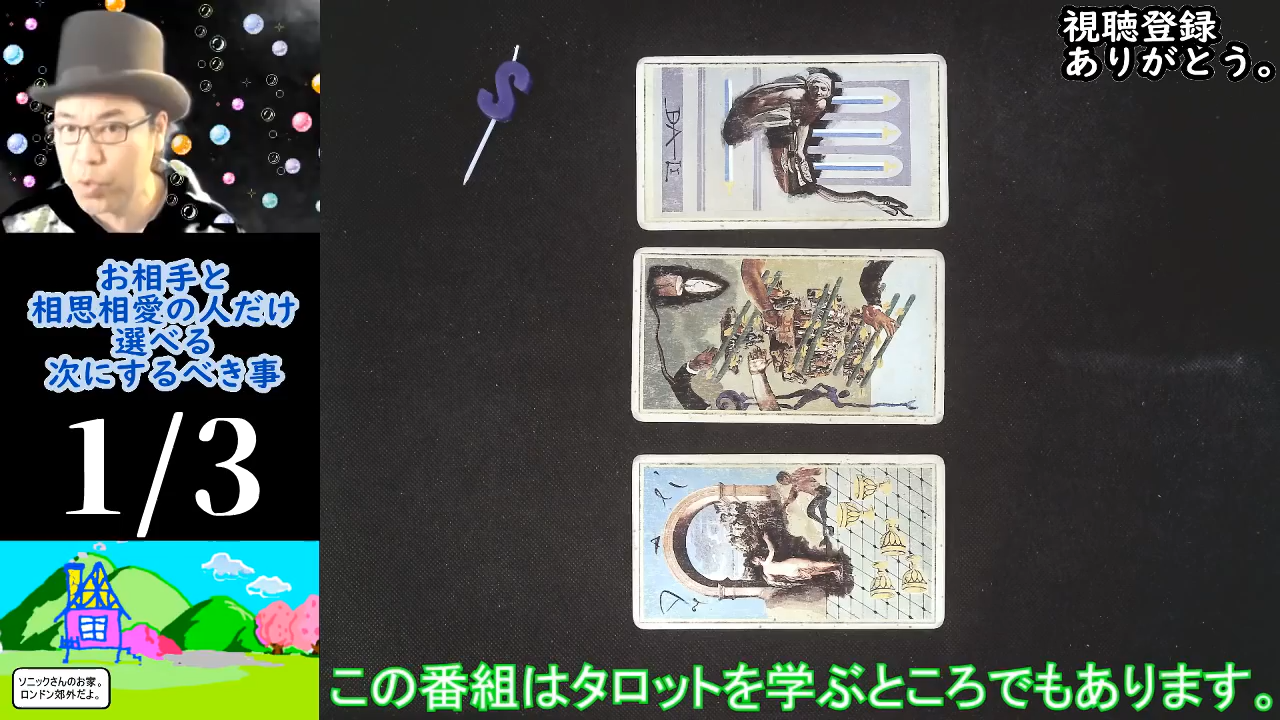 視聴登録
ありがとう。
S
お相手と
相思相愛の人だけ
選べる
次にするべき事
1/3
ソニックさんのお家。
ロンドン郊外だよ。
この番組はタロットを学ぶところでもあります。